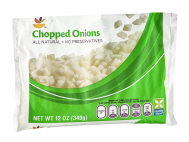 Chopped Onions
ALL NATURAL • NO PRESERVATIVES
NET WT 12 OZ (340g)